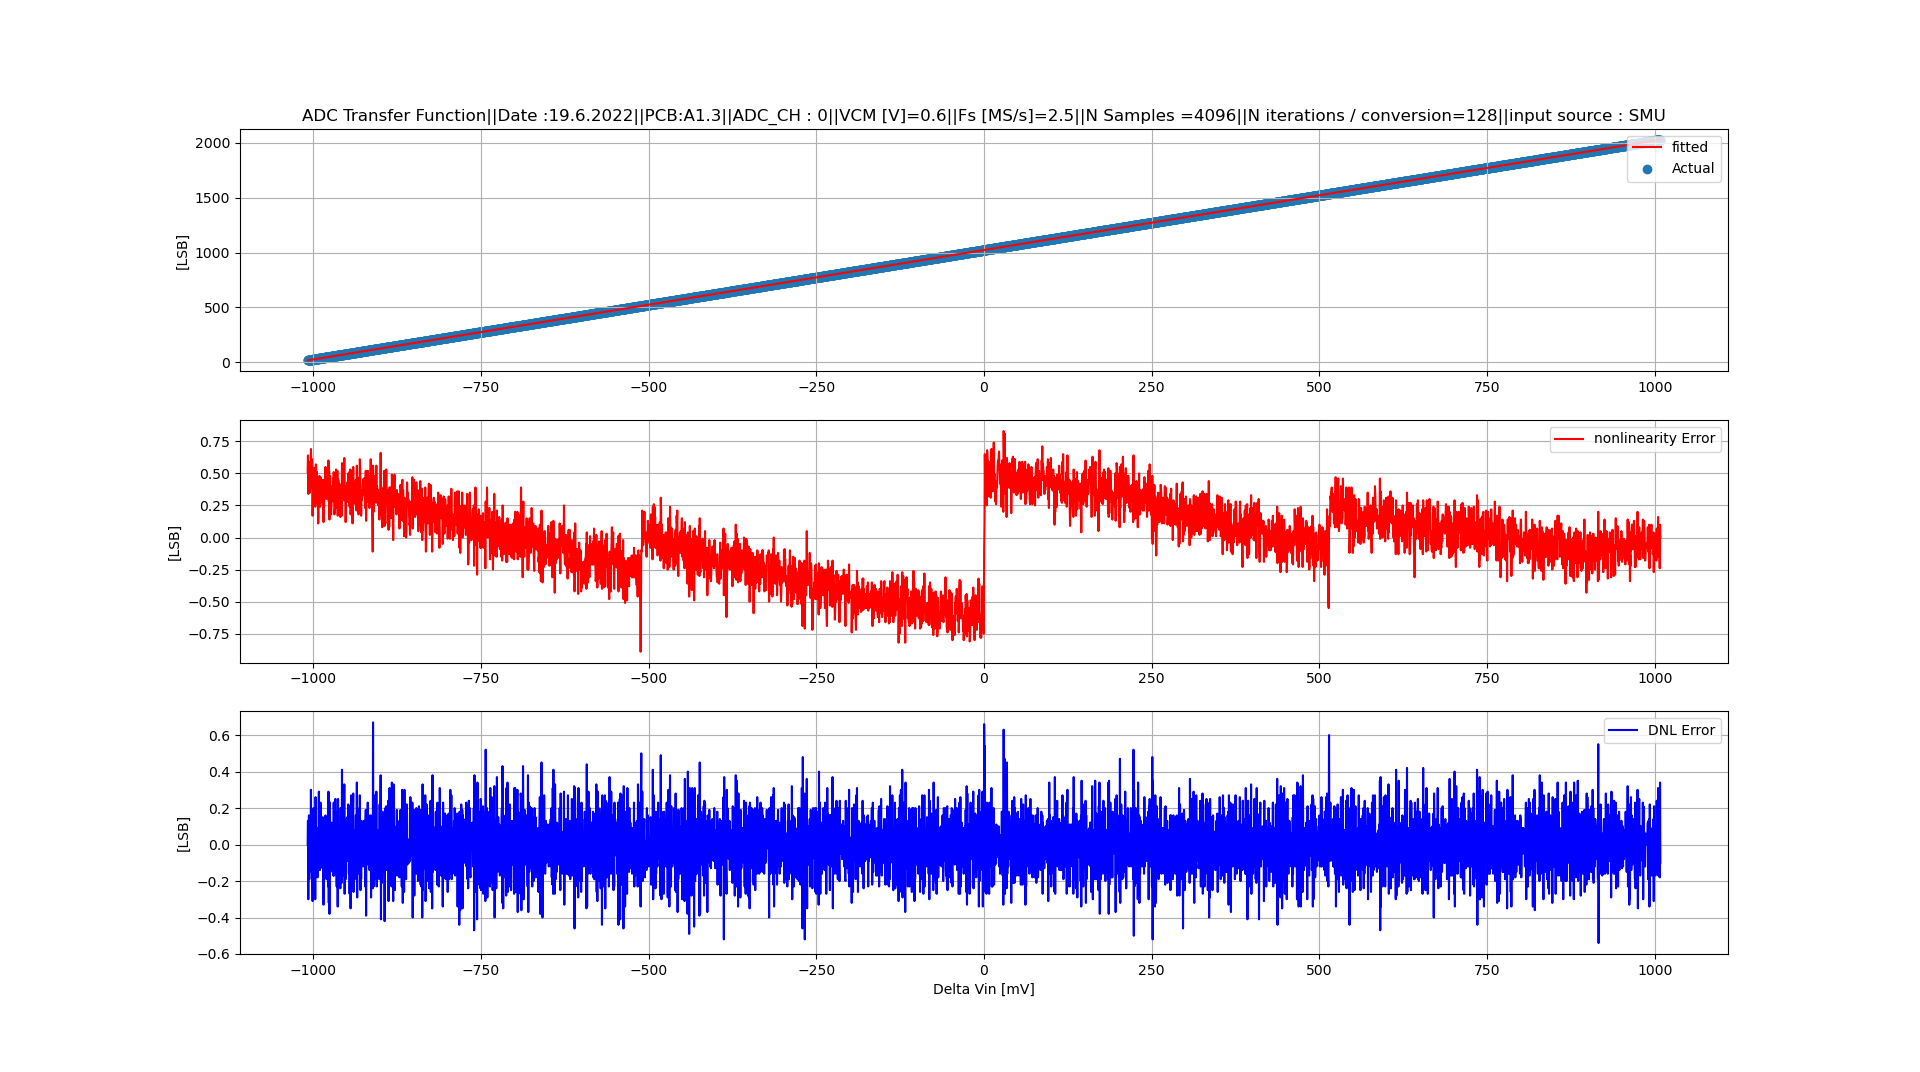 ADC Transfer Function||Date :19.6.2022||PCB:A1.3||ADC_CH : 0||VCM [V]=0.6||Fs [MS/s]=2.5||N Samples =4096||N iterations / conversion=128||input source : SMU
2000
1500
1000
500
0
[LSB]
fitted
Actual
−1000 −750 −500 −250 0 250 500 750 1000
0.75
0.50
0.25
0.00
−0.25
−0.50
−0.75
[LSB]
nonlinearity Error
−1000 −750 −500 −250 0 250 500 750 1000
0.6
0.4
0.2
0.0
−0.2
−0.4
−0.6
[LSB]
DNL Error
−1000 −750 −500 −250 0 250 500 750 1000
Delta Vin [mV]